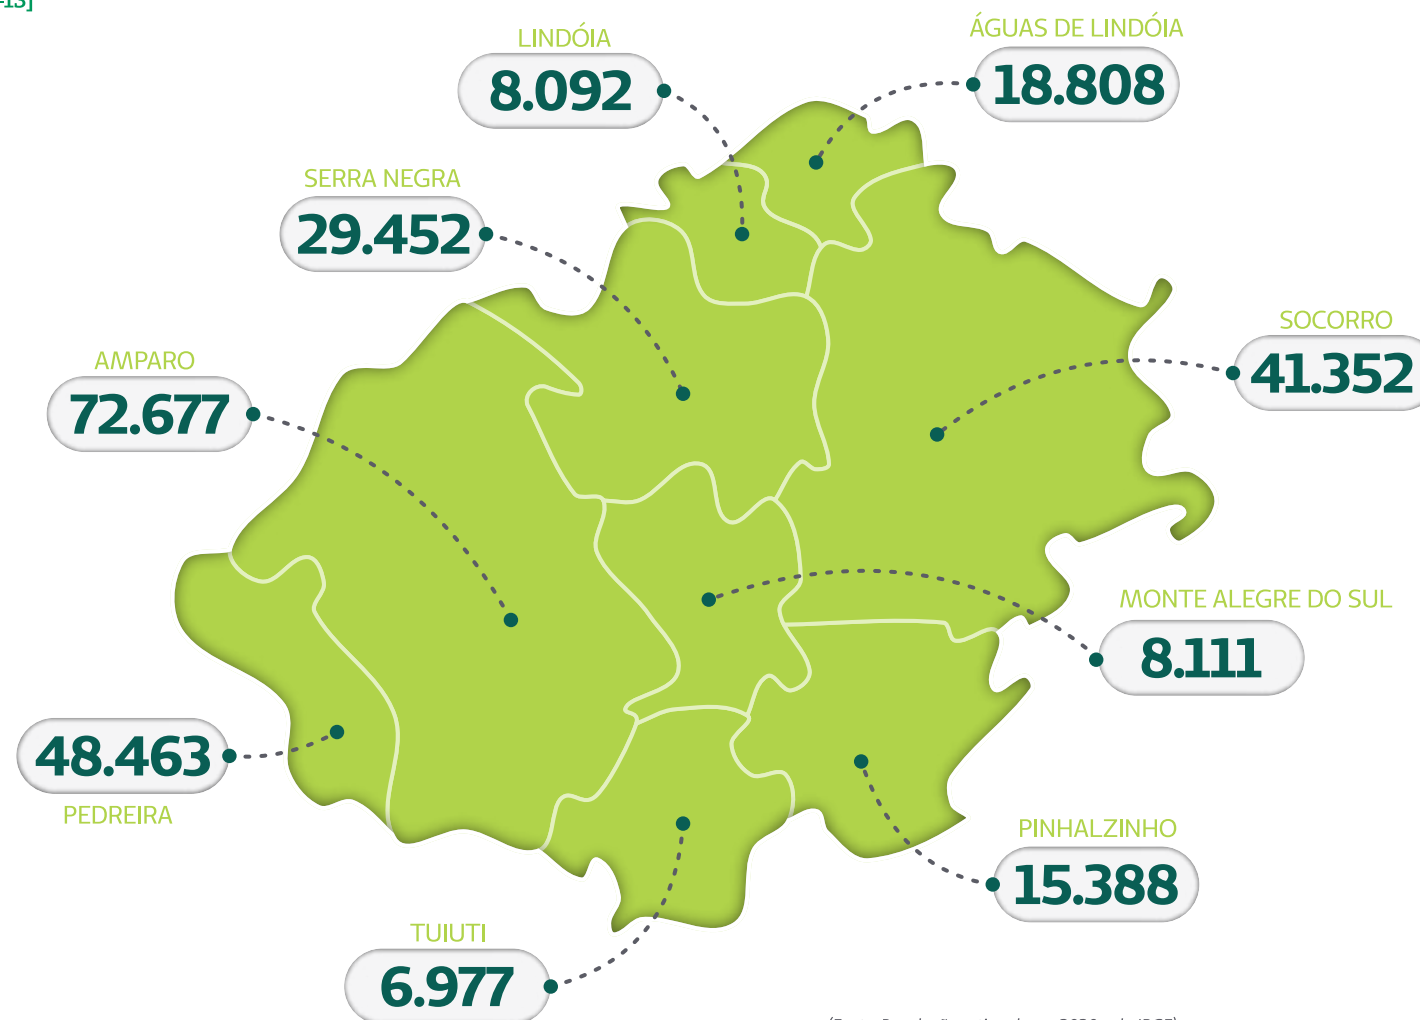 -13]
LINDÓIA
8.092
ÁGUAS DE LINDÓIA
18.808
SERRA NEGRA
29.452
SOCORRO
41.352
AMPARO
72.677
MONTE ALEGRE DO SUL
8.111
48.463
PEDREIRA
PINHALZINHO
15.388
TUIUTI
6.977